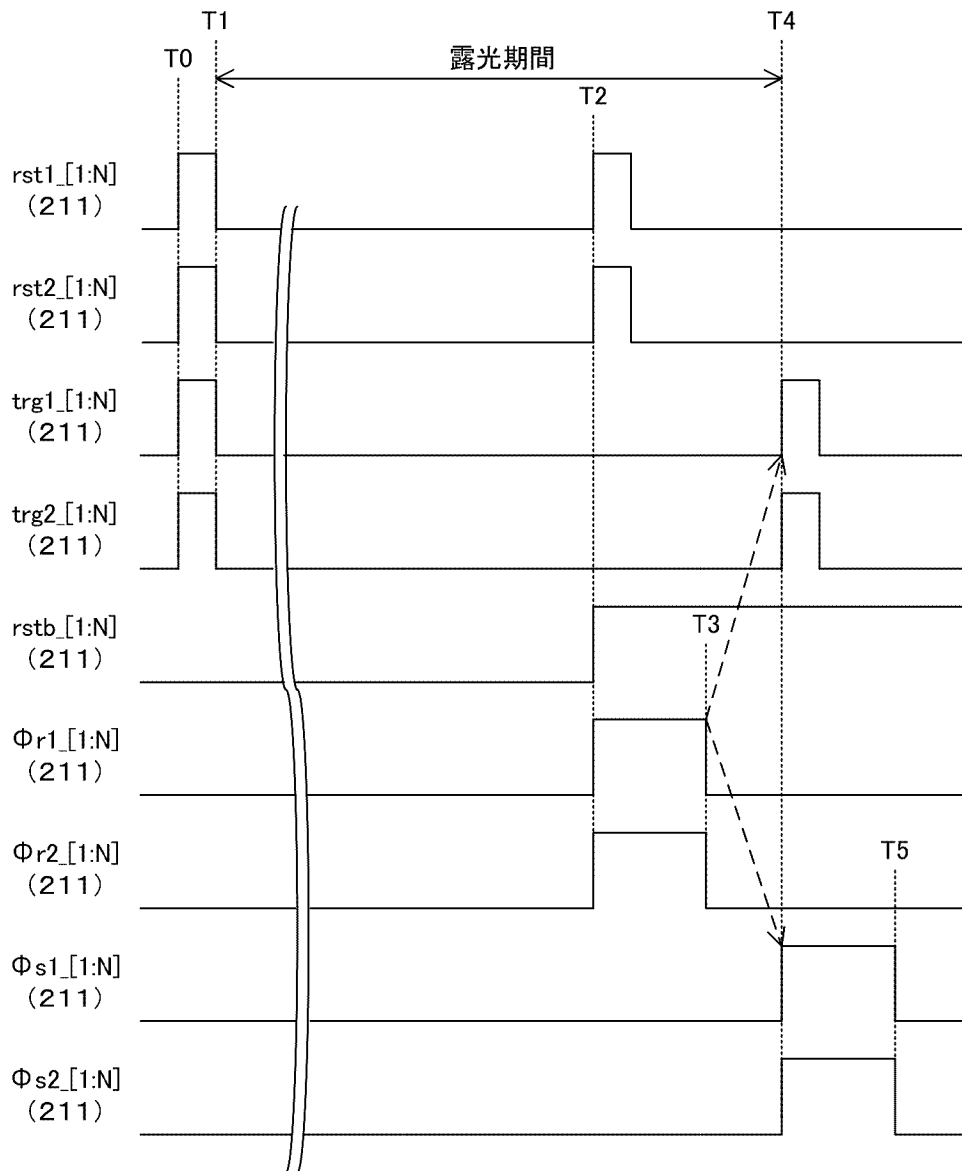 T1
T4
T0
露光期間
T2
rst1_[1:N]
(211)
rst2_[1:N]
(211)
trg1_[1:N]
(211)
trg2_[1:N]
(211)
rstb_[1:N]
(211)
T3
Φr1_[1:N]
(211)
Φr2_[1:N]
(211)
T5
Φs1_[1:N]
(211)
Φs2_[1:N]
(211)